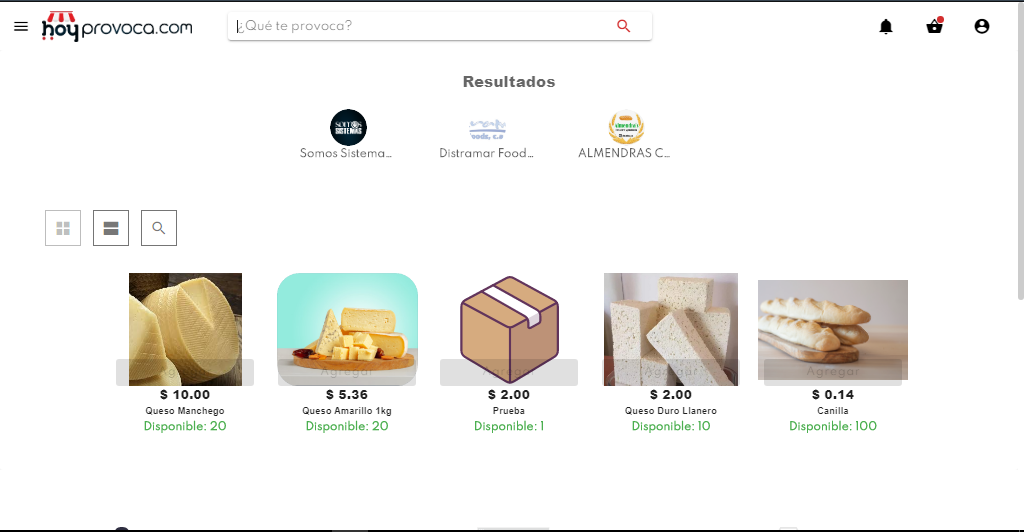 hoyprovoca.com
¿Qué te provoca?
Resultados
SOMOS SISTEMAS
Somos Sistema...
Distramar Food...
ALMENDRAS C...
Agregar Agregar Agregar Agregar Agregar
$ 10.00 $ 5.36 $ 2.00 $ 2.00 $ 0.14
Queso Manchego Queso Amarillo 1kg Prueba Queso Duro Llanero Canilla
Disponible: 20 Disponible: 20 Disponible: 1 Disponible: 10 Disponible: 100